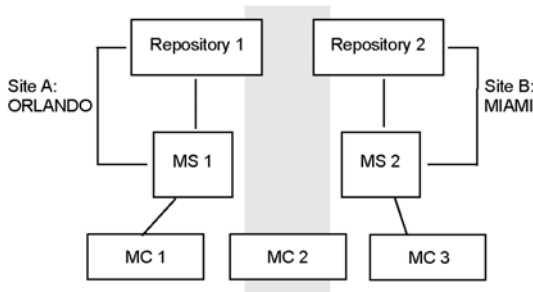 Repository 1
Repository 2
Site A:
ORLANDO
Site B:
MIAMI
MS 1
MS 2
MC 1
MC 2
MC 3